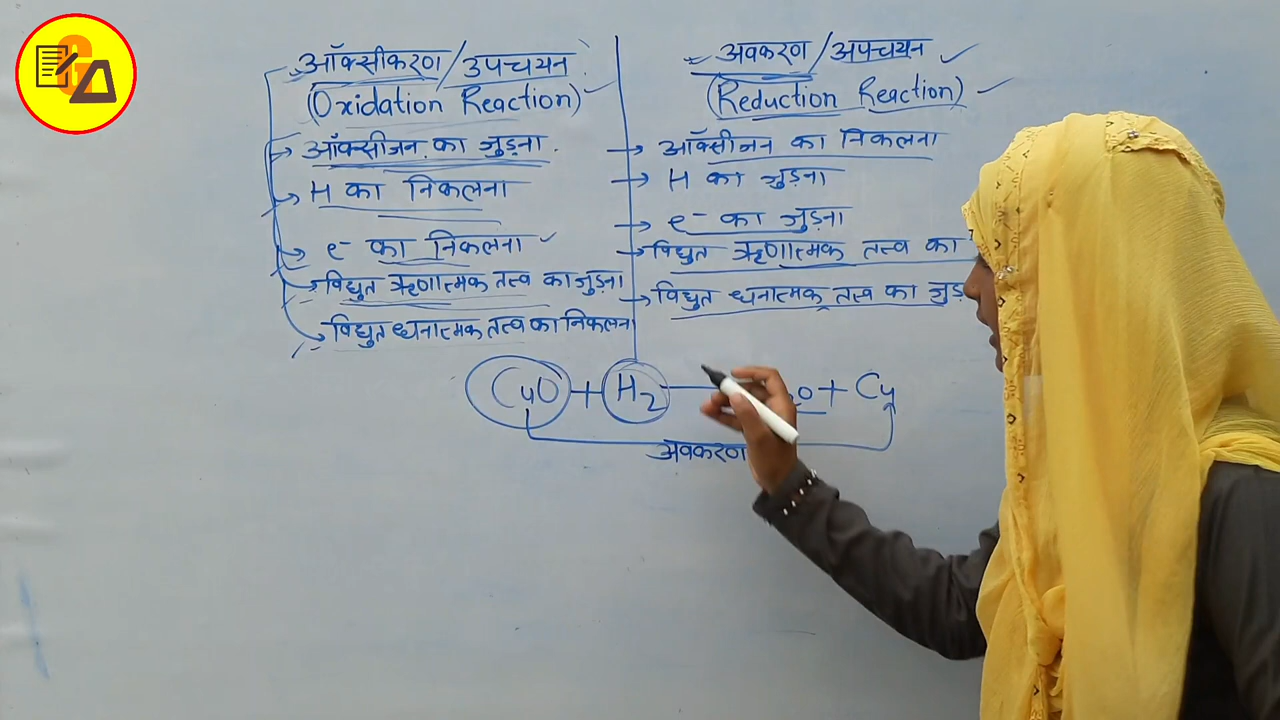 ऑक्सीकरण/उपचयन
(Oxidation Reaction)
→ ऑक्सीजन का जुड़ना
→ H का निकलना
→ e- का निकलना
→ विद्युत ऋणात्मक तत्व का जुड़ना
→ विद्युत धनात्मक तत्व का निकलना
अवकरण/अपचयन
(Reduction Reaction)
→ ऑक्सीजन का निकलना
→ H का जुड़ना
→ e- का जुड़ना
→ विद्युत ऋणात्मक तत्व का
→ विद्युत धनात्मक तत्व का
CuO + H2 o + Cu
अवकरण